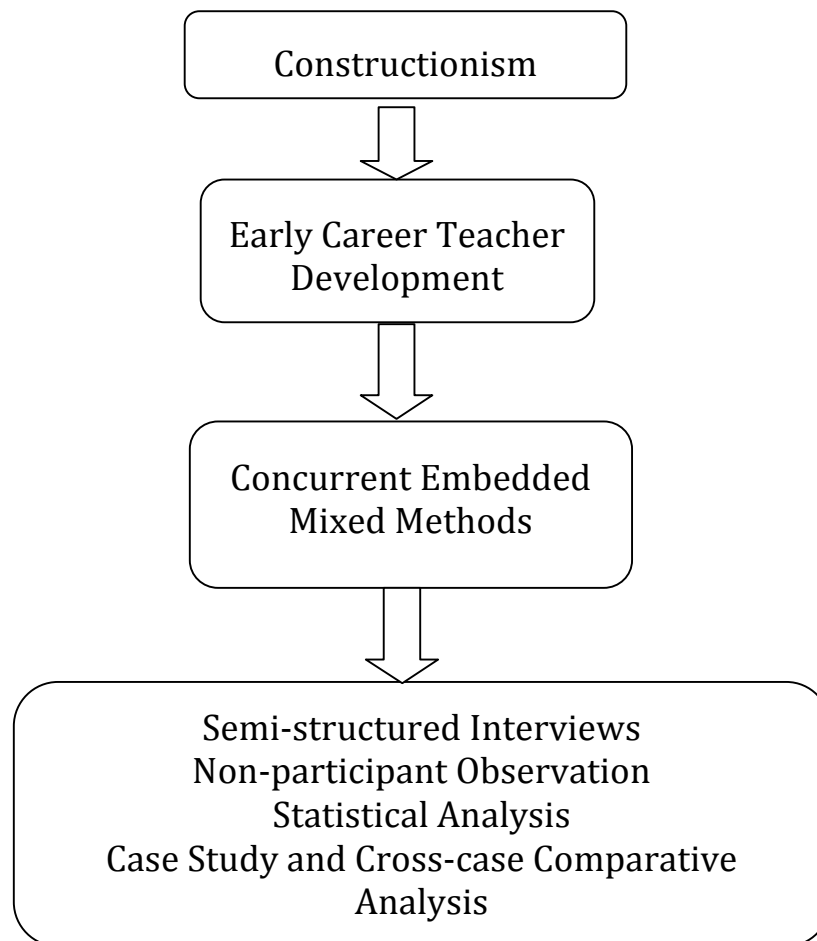 Constructionism
Early Career Teacher
Development
Concurrent Embedded
Mixed Methods
Semi-structured Interviews
Non-participant Observation
Statistical Analysis
Case Study and Cross-case Comparative
Analysis